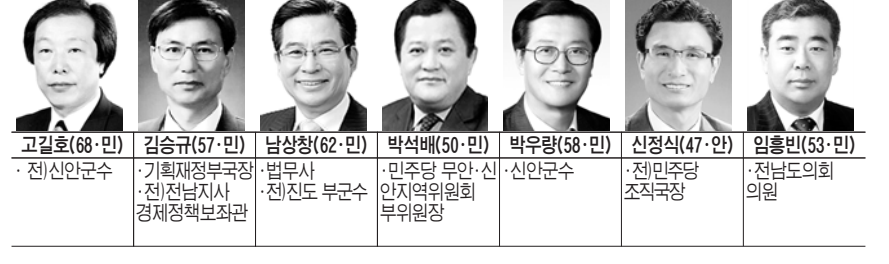 고길호(68·민)
김승규(57·민)
남상창(62·민)
박석배(50·민)
박우량(58·민)
신정식(47·안)
임흥빈(53·민)
· 전)신안군수
·기획재정부국장
·전)전남지사
경제정책보좌관
·법무사
·전)진도 부군수
·민주당 무안·신
안지역위원회
부위원장
·신안군수
·전)민주당
조직국장
·전남도의회
의원